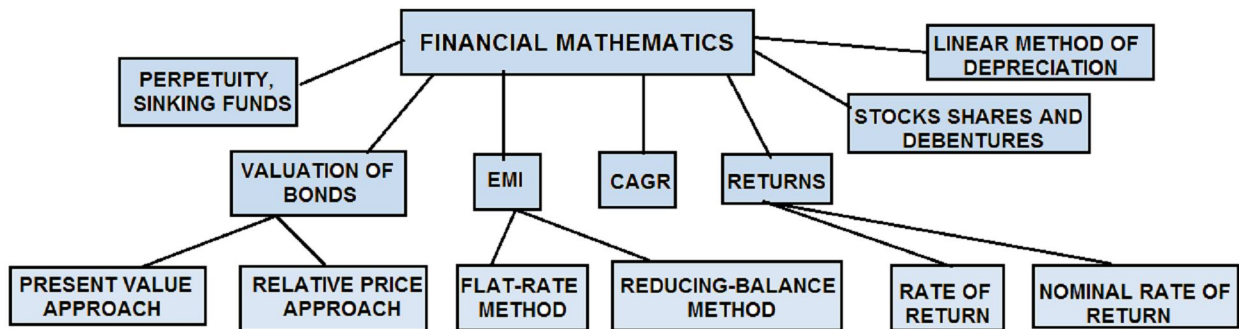 FINANCIAL MATHEMATICS
LINEAR METHOD OF
DEPRECIATION
PERPETUITY,
SINKING FUNDS
STOCKS SHARES AND
DEBENTURES
VALUATION OF
BONDS
EMI
CAGR
RETURNS
PRESENT VALUE
APPROACH
RELATIVE PRICE
APPROACH
FLAT-RATE
METHOD
REDUCING-BALANCE
METHOD
RATE OF
RETURN
NOMINAL RATE OF
RETURN